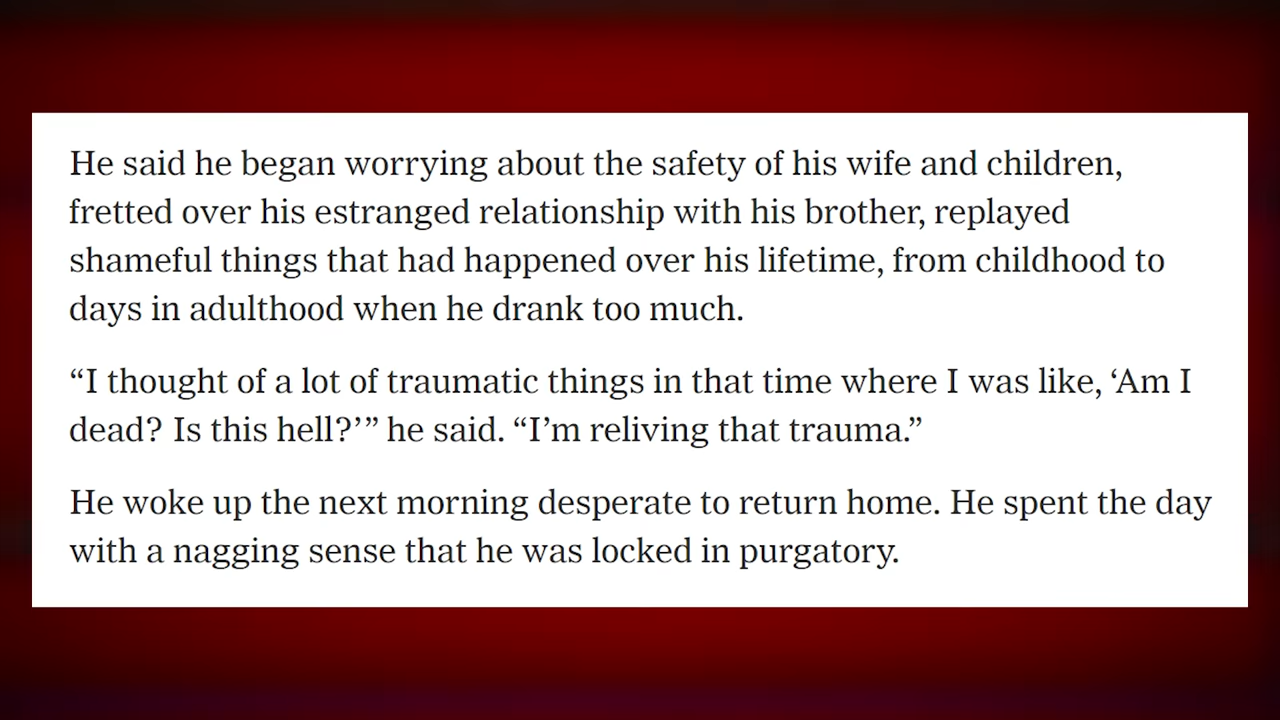 He said he began worrying about the safety of his wife and children,
fretted over his estranged relationship with his brother, replayed
shameful things that had happened over his lifetime, from childhood to
days in adulthood when he drank too much.
“I thought of a lot of traumatic things in that time where I was like, ‘Am I
dead? Is this hell?’” he said. “I’m reliving that trauma.”
He woke up the next morning desperate to return home. He spent the day
with a nagging sense that he was locked in purgatory.